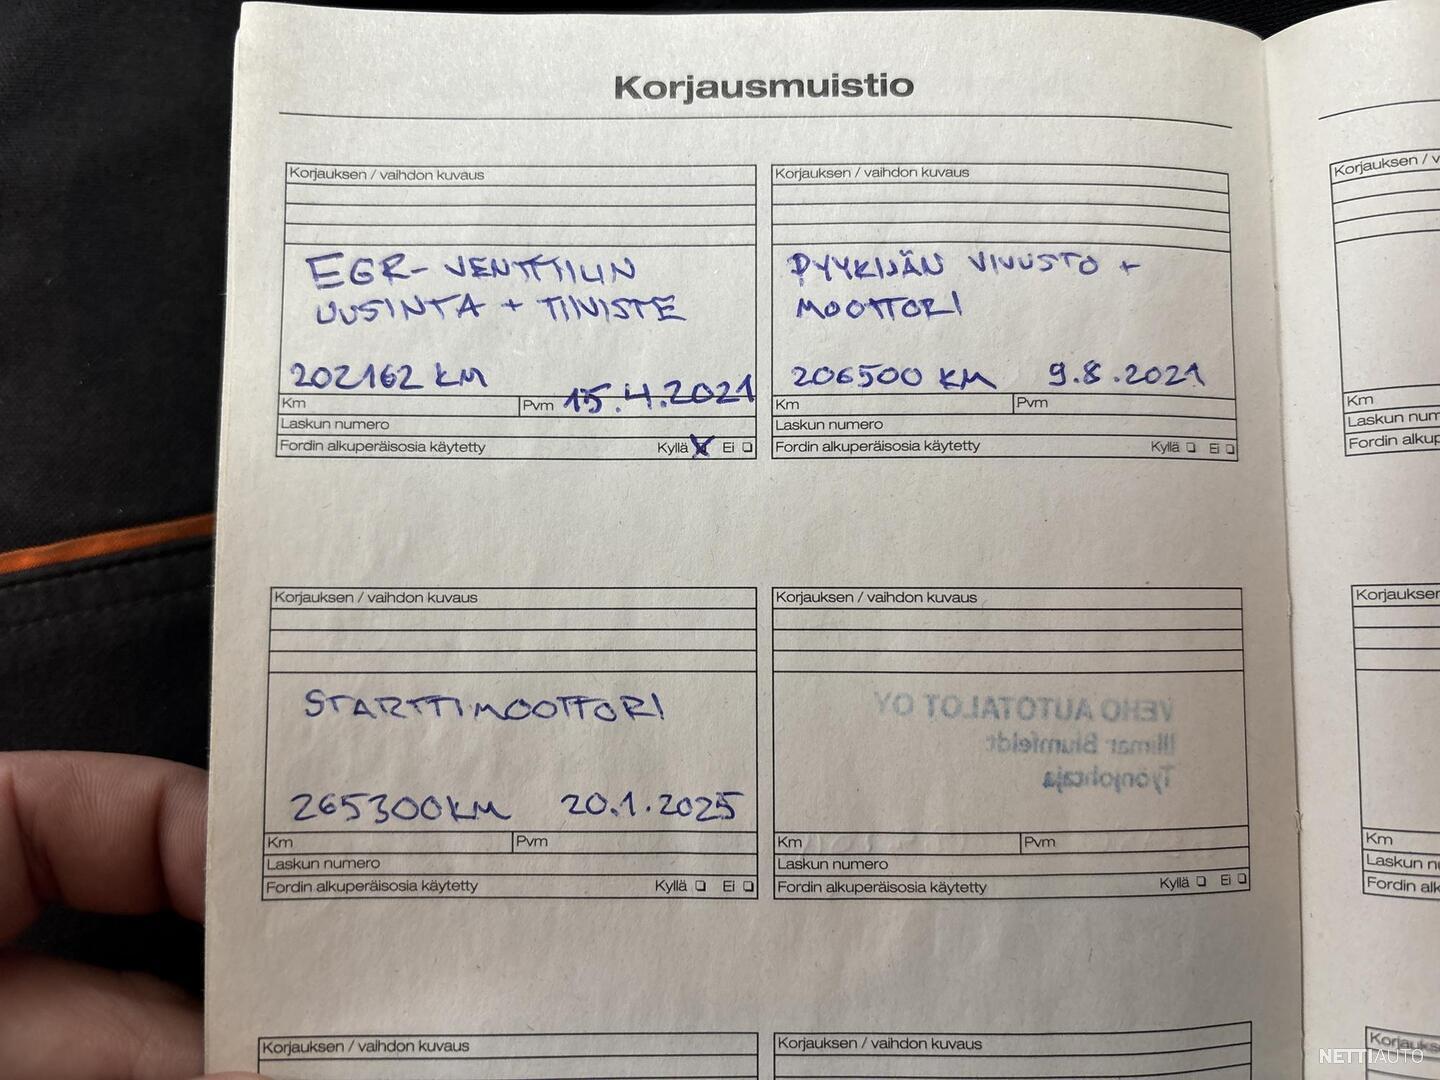 Korjausmuistio
Korjauksen / vaihdon kuvaus
EGR-VENTTIILIN
UUSINTA + TIIVISTE
202162 KM
15.4.2021
Km
Pvm
Laskun numero
Fordin alkuperäisosia käytetty Kyllä Ei
Korjauksen / vaihdon kuvaus
PYYKIJÄN VIVUSTO +
MOOTTORI
206500 KM 9.8.2021
Km
Pvm
Laskun numero
Fordin alkuperäisosia käytetty Kyllä Ei
Korjauksen / vaihdon kuvaus
STARTTIMOOTTORI
265300KM 20.1.2025
Km
Pvm
Laskun numero
Fordin alkuperäisosia käytetty Kyllä Ei
Korjauksen / vaihdon kuvaus
VEHO AUTOTALOT OY
Illimar Blumfeldt
Työnjohtaja
Km
Pvm
Laskun numero
Fordin alkuperäisosia käytetty Kyllä Ei
Korjauksen / vaihdon kuvaus
Korjauksen / vaihdon kuvaus
Korjauksen / v
Km
Laskun num
Fordin alkup
Korjauksen
Km
Laskun nu
Fordin alk
Korjaukse
NETTIAUTO